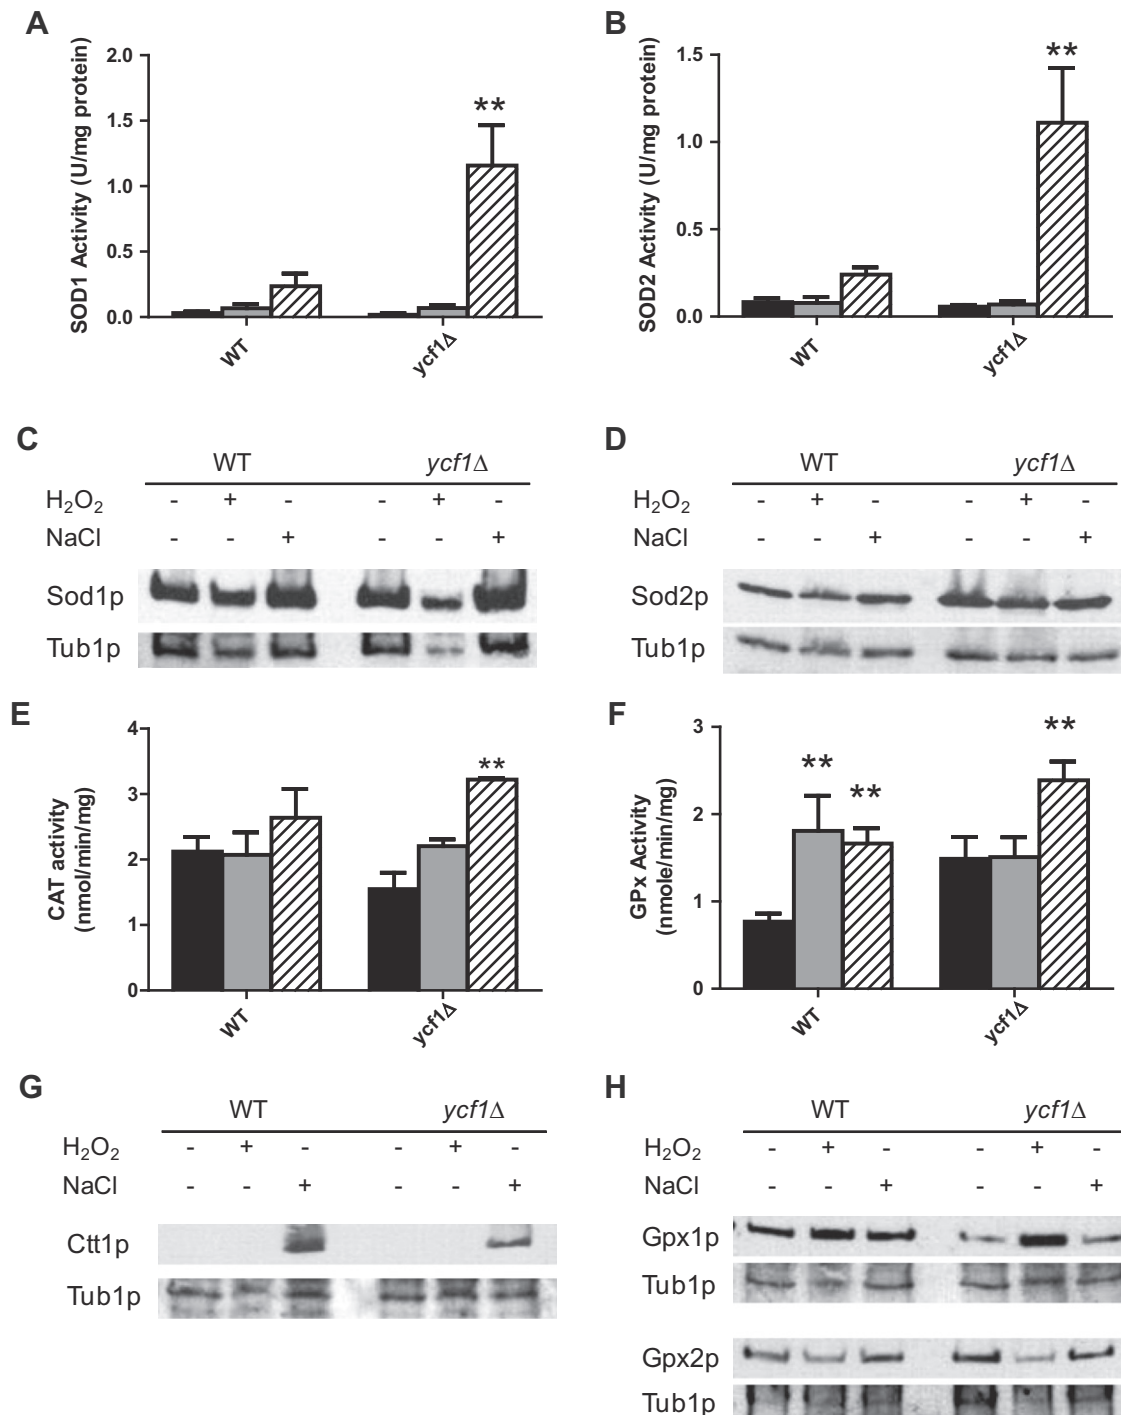 A
SOD1 Activity (U/mg protein)
2.0
1.5
1.0
0.5
0.0
**
WT
ycf1Δ
B
SOD2 Activity (U/mg protein)
1.5
1.0
0.5
0.0
**
WT
ycf1Δ
C
WT ycf1Δ
H₂O₂ - + - - + -
NaCl - - + - - +
Sod1p
Tub1p
D
WT ycf1Δ
H₂O₂ - + - - + -
NaCl - - + - - +
Sod2p
Tub1p
E
CAT activity
(nmol/min/mg)
4
3
2
1
0
**
WT
ycf1Δ
F
GPx Activity
(nmole/min/mg)
3
2
1
0
**
**
**
WT
ycf1Δ
G
WT ycf1Δ
H₂O₂ - + - - + -
NaCl - - + - - +
Ctt1p
Tub1p
H
WT ycf1Δ
H₂O₂ - + - - + -
NaCl - - + - - +
Gpx1p
Tub1p
Gpx2p
Tub1p